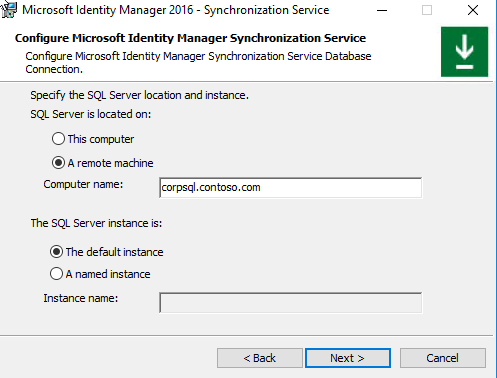 Microsoft Identity Manager 2016 - Synchronization Service
Configure Microsoft Identity Manager Synchronization Service
Configure Microsoft Identity Manager Synchronization Service Database
Connection.
Specify the SQL Server location and instance.
SQL Server is located on:
This computer
A remote machine
Computer name:
corpsql.contoso.com
The SQL Server instance is:
The default instance
A named instance
Instance name:
< Back
Next >
Cancel